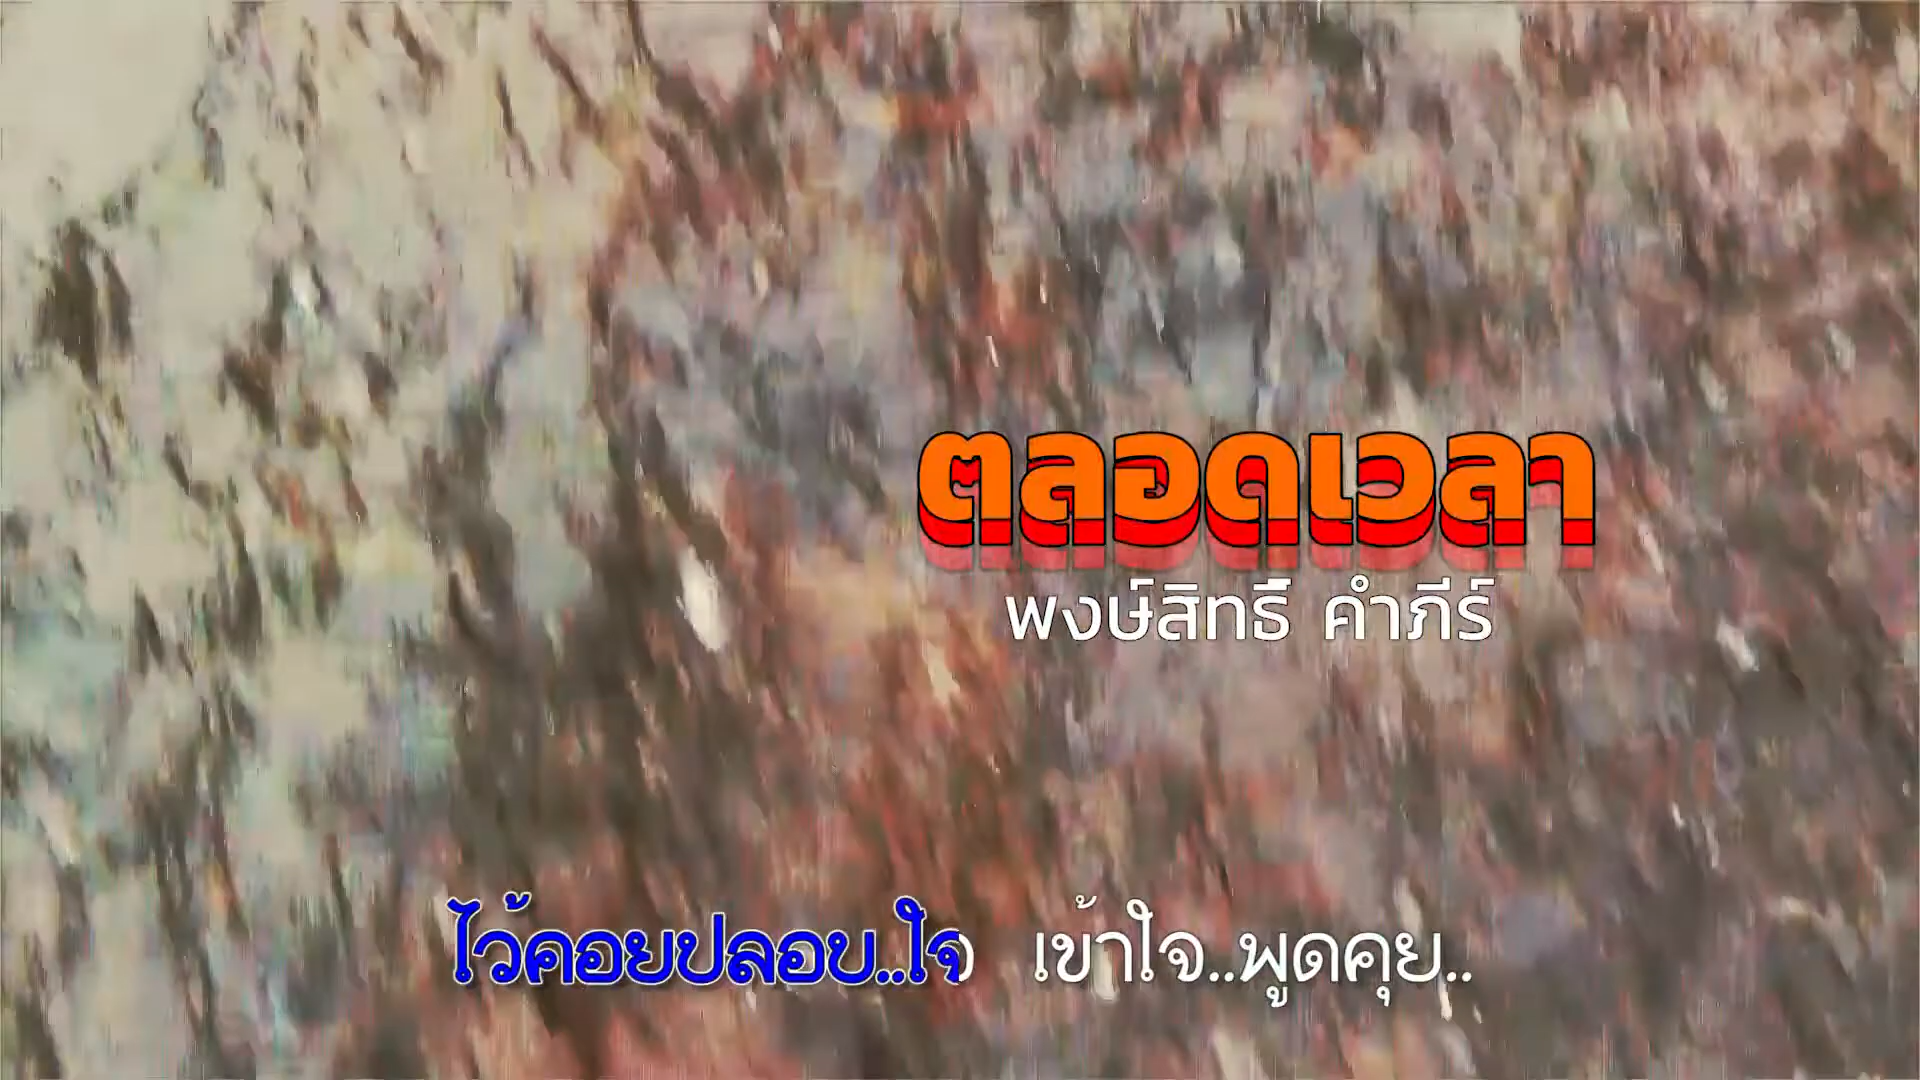 ตลอดเวลา
พงษ์สิทธิ์ คำภีร์
ไว้คอยปลอบ..ใจ เข้าใจ..พูดคุย..